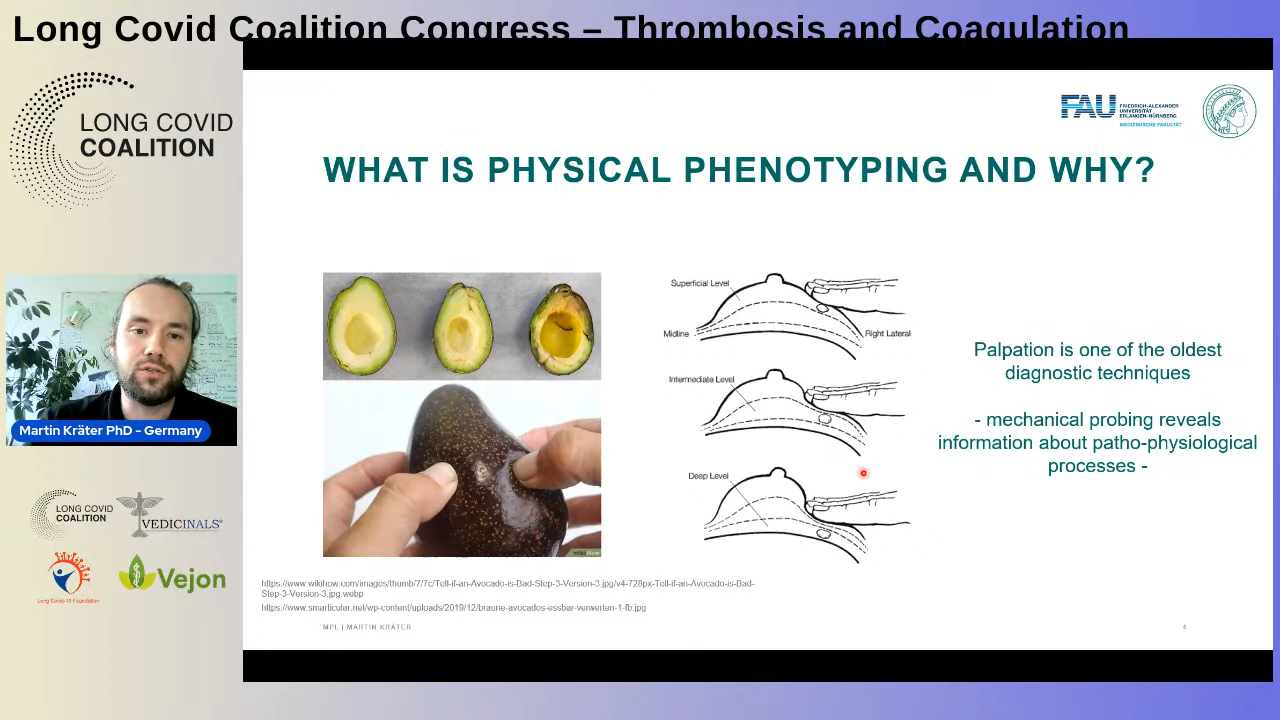 Long Covid Coalition Congress – Thrombosis and Coagulation
LONG COVID
COALITION
FAU
FRIEDRICH-ALEXANDER
UNIVERSITÄT
ERLANGEN-NÜRNBERG
MEDIZINISCHE FAKULTÄT
WHAT IS PHYSICAL PHENOTYPING AND WHY?
Superficial Level
Midline
Right Lateral
Intermediate Level
Deep Level
Palpation is one of the oldest
diagnostic techniques
- mechanical probing reveals
information about patho-physiological
processes -
wikiHow
Martin Kräter PhD - Germany
LONG COVID
COALITION
VEDICINALS®
Long Covid-19 Foundation
Vejon
https://www.wikihow.com/images/thumb/7/7c/Tell-if-an-Avocado-is-Bad-Step-3-Version-3.jpg/v4-728px-Tell-if-an-Avocado-is-Bad-
Step-3-Version-3.jpg.webp
https://www.smarticular.net/wp-content/uploads/2019/12/braune-avocados-essbar-verwerten-1-fb.jpg
MPL | MARTIN KRÄTER
6